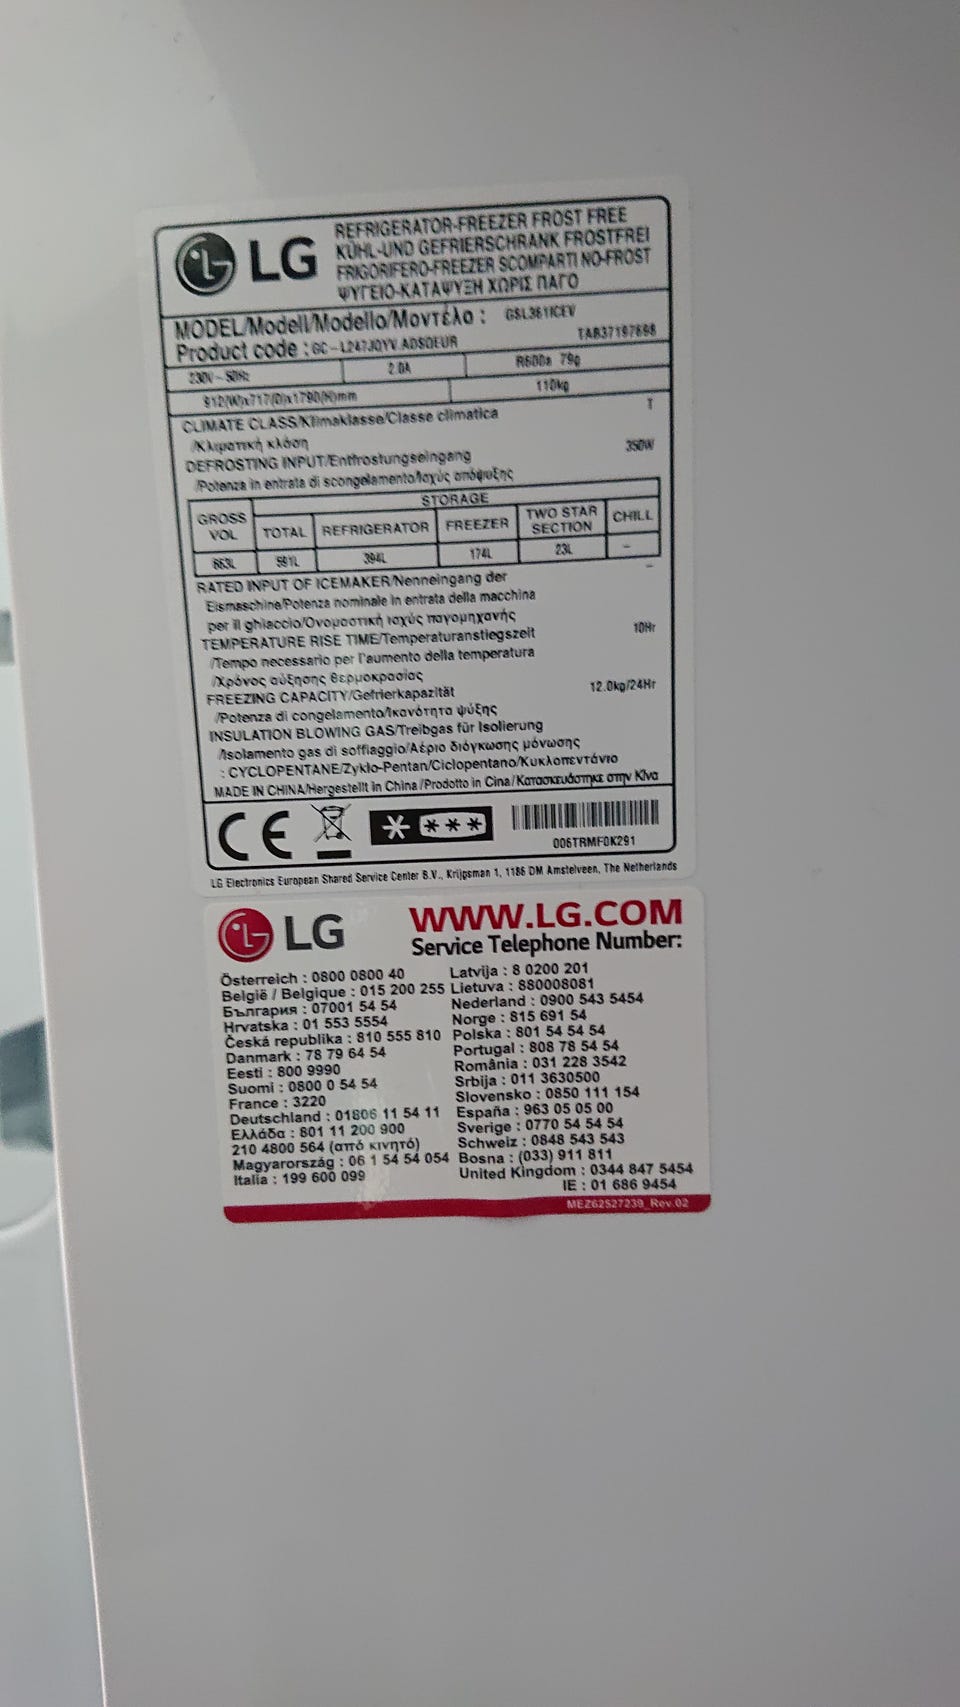 LG
REFRIGERATOR-FREEZER FROST FREE
KÜHL-UND GEFRIERSCHRANK FROSTFREI
FRIGORIFERO-FREEZER SCOMPARTI NO-FROST
ΨΥΓΕΙΟ-ΚΑΤΑΨΥΞΗ ΧΩΡΙΣ ΠΑΓΟ
MODEL/Modell/Modello/Μοντέλο : GSL361ICEV
Product code : GC-L247JQYV.ADSQEUR TAB37197698
230V~50Hz 2.0A R600a 79g
912(W)x717(D)x1790(H)mm 110kg
CLIMATE CLASS/Klimaklasse/Classe climatica T
/Κλιματική κλάση
DEFROSTING INPUT/Entfrostungseingang 350W
/Potenza in entrata di scongelamento/Ισχύς απόψυξης
STORAGE
GROSS VOL TOTAL REFRIGERATOR FREEZER TWO STAR SECTION CHILL
663L 591L 394L 174L 23L -
RATED INPUT OF ICEMAKER/Nenneingang der -
Eismaschine/Potenza nominale in entrata della macchina
per il ghiaccio/Ονομαστική ισχύς παγομηχανής
TEMPERATURE RISE TIME/Temperaturanstiegszeit 10Hr
/Tempo necessario per l'aumento della temperatura
/Χρόνος αύξησης θερμοκρασίας
FREEZING CAPACITY/Gefrierkapazität 12.0kg/24Hr
/Potenza di congelamento/Ικανότητα ψύξης
INSULATION BLOWING GAS/Treibgas für Isolierung
/Isolamento gas di soffiaggio/Αέριο διόγκωσης μόνωσης
: CYCLOPENTANE/Zyklo-Pentan/Ciclopentano/Κυκλοπεντάνιο
MADE IN CHINA/Hergestellt in China/Prodotto in Cina/Κατασκευάστηκε στην Κίνα
CE * ***
006TRMF0K291
LG Electronics European Shared Service Center B.V., Krijgsman 1, 1186 DM Amstelveen, The Netherlands
LG
WWW.LG.COM
Service Telephone Number:
Österreich : 0800 0800 40
België / Belgique : 015 200 255
България : 07001 54 54
Hrvatska : 01 553 5554
Česká republika : 810 555 810
Danmark : 78 79 64 54
Eesti : 800 9990
Suomi : 0800 0 54 54
France : 3220
Deutschland : 01806 11 54 11
Ελλάδα : 801 11 200 900
210 4800 564 (από κινητό)
Magyarország : 06 1 54 54 054
Italia : 199 600 099
Latvija : 8 0200 201
Lietuva : 880008081
Nederland : 0900 543 5454
Norge : 815 691 54
Polska : 801 54 54 54
Portugal : 808 78 54 54
România : 031 228 3542
Srbija : 011 3630500
Slovensko : 0850 111 154
España : 963 05 05 00
Sverige : 0770 54 54 54
Schweiz : 0848 543 543
Bosna : (033) 911 811
United Kingdom : 0344 847 5454
IE : 01 686 9454
MEZ62527239_Rev.02